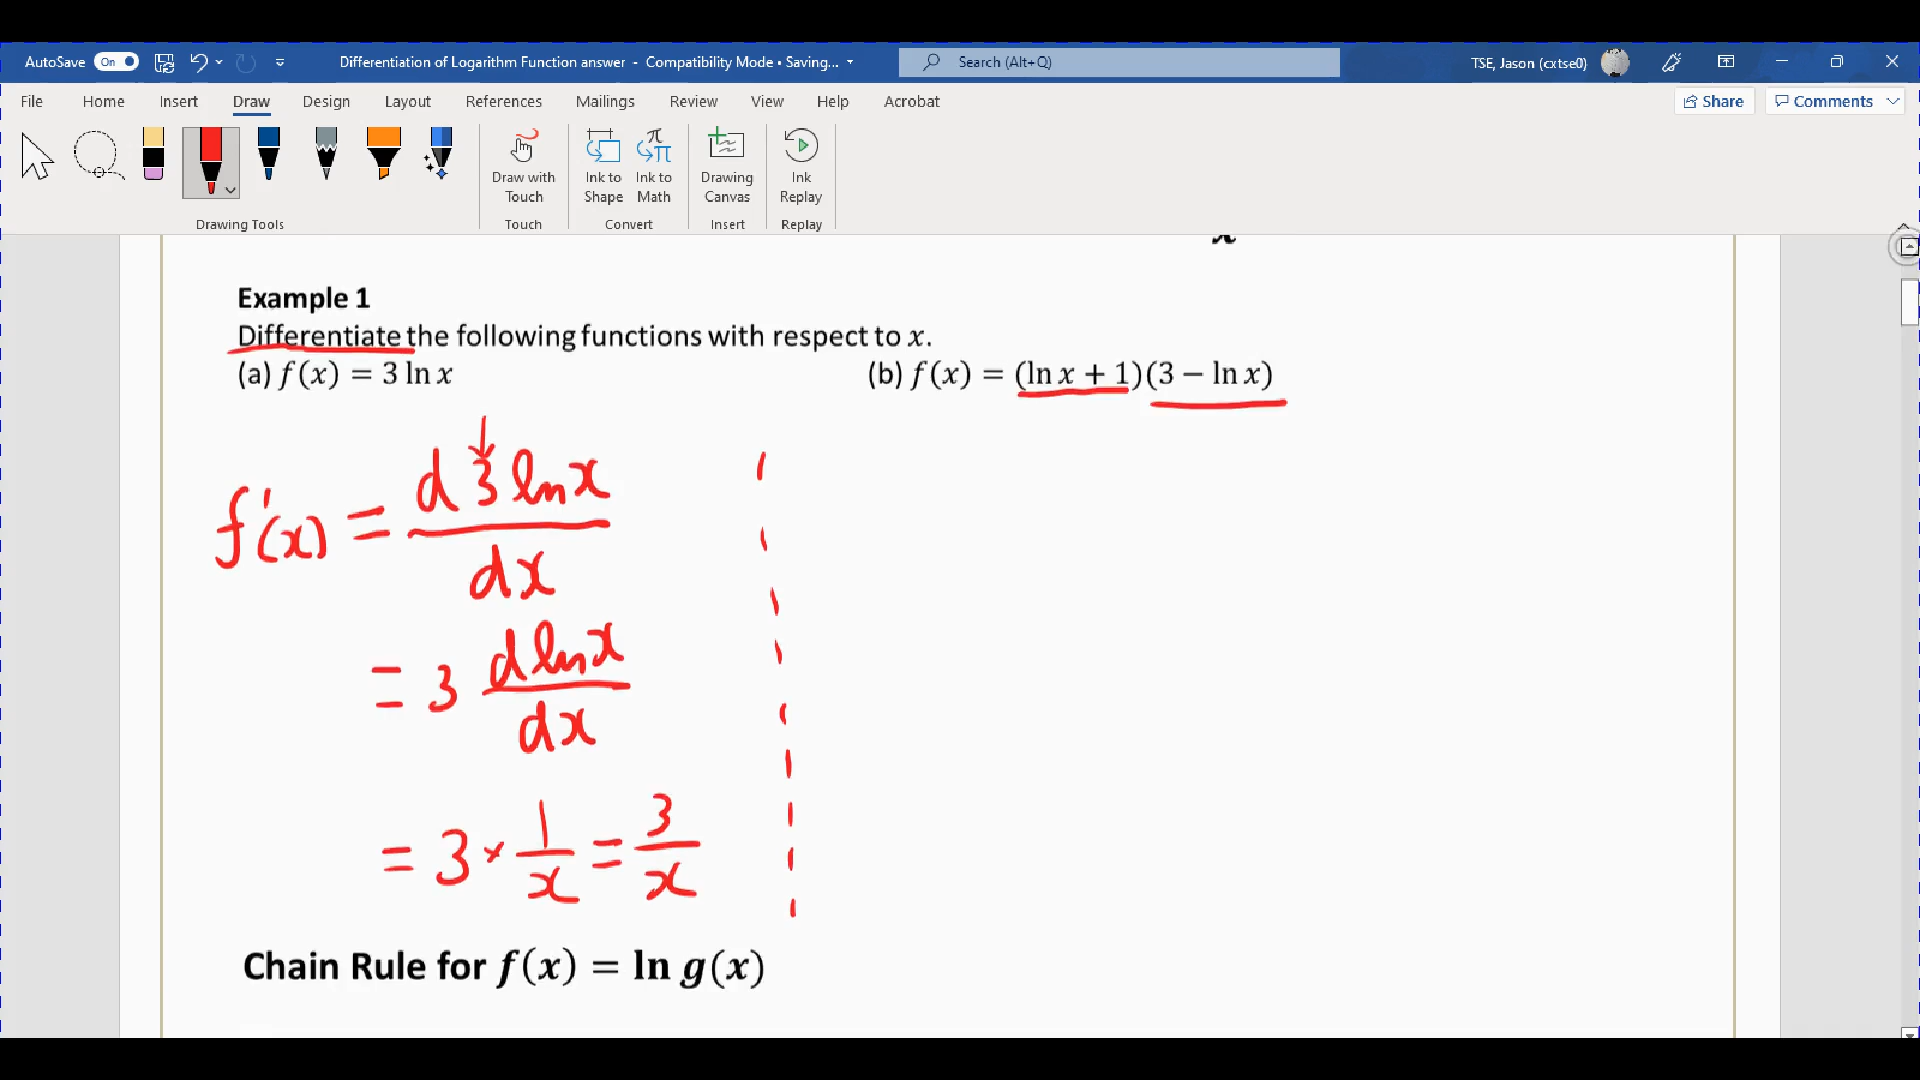 AutoSave On Differentiation of Logarithm Function answer - Compatibility Mode • Saving... Search (Alt+Q) TSE, Jason (cxtse0)
File Home Insert Draw Design Layout References Mailings Review View Help Acrobat Share Comments
Draw with Touch
Ink to Shape
Ink to Math
Drawing Canvas
Ink Replay
Drawing Tools Touch Convert Insert Replay
x
Example 1
Differentiate the following functions with respect to x.
(a) f(x) = 3 ln x (b) f(x) = (ln x + 1)(3 − ln x)
f'(x) = d 3 ln x / dx
= 3 d ln x / dx
= 3 × 1/x = 3/x
Chain Rule for f(x) = ln g(x)